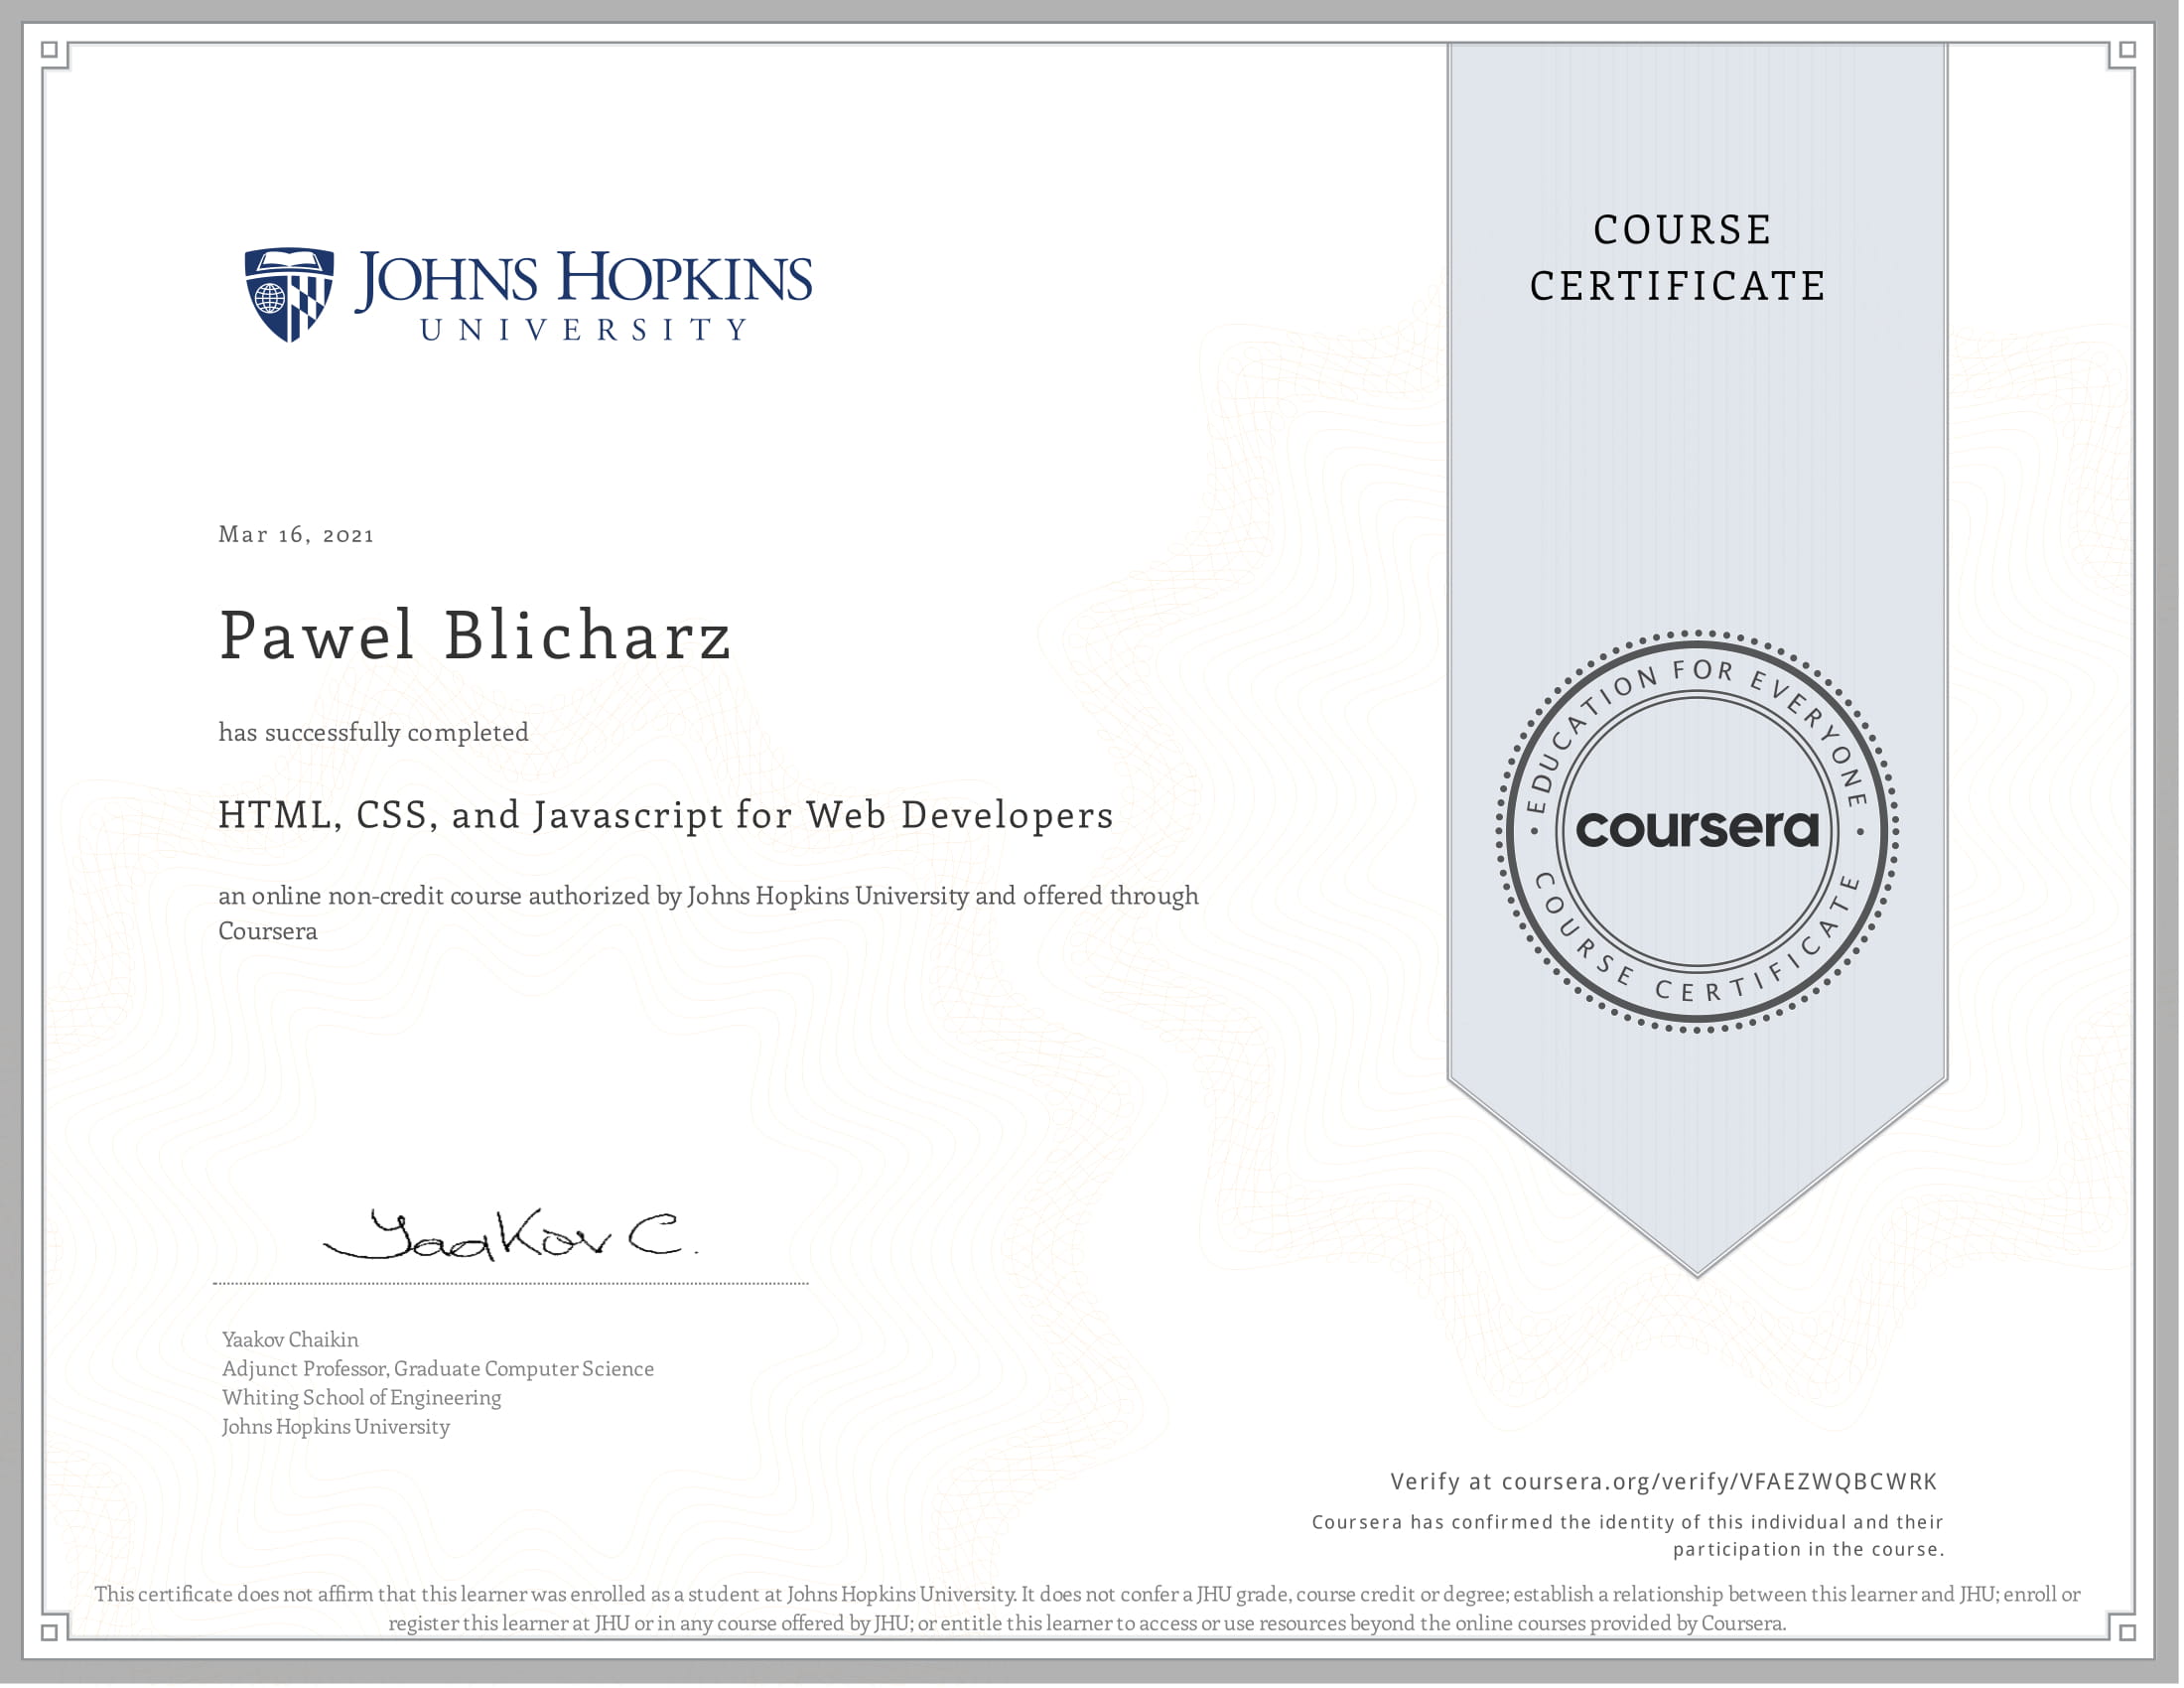 JOHNS HOPKINS
UNIVERSITY
COURSE
CERTIFICATE
Mar 16, 2021
Pawel Blicharz
has successfully completed
HTML, CSS, and Javascript for Web Developers
an online non-credit course authorized by Johns Hopkins University and offered through
Coursera
EDUCATION FOR EVERYONE
coursera
COURSE CERTIFICATE
Yaakov C.
Yaakov Chaikin
Adjunct Professor, Graduate Computer Science
Whiting School of Engineering
Johns Hopkins University
Verify at coursera.org/verify/VFAEZWQBCWRK
Coursera has confirmed the identity of this individual and their
participation in the course.
This certificate does not affirm that this learner was enrolled as a student at Johns Hopkins University. It does not confer a JHU grade, course credit or degree; establish a relationship between this learner and JHU; enroll or
register this learner at JHU or in any course offered by JHU; or entitle this learner to access or use resources beyond the online courses provided by Coursera.